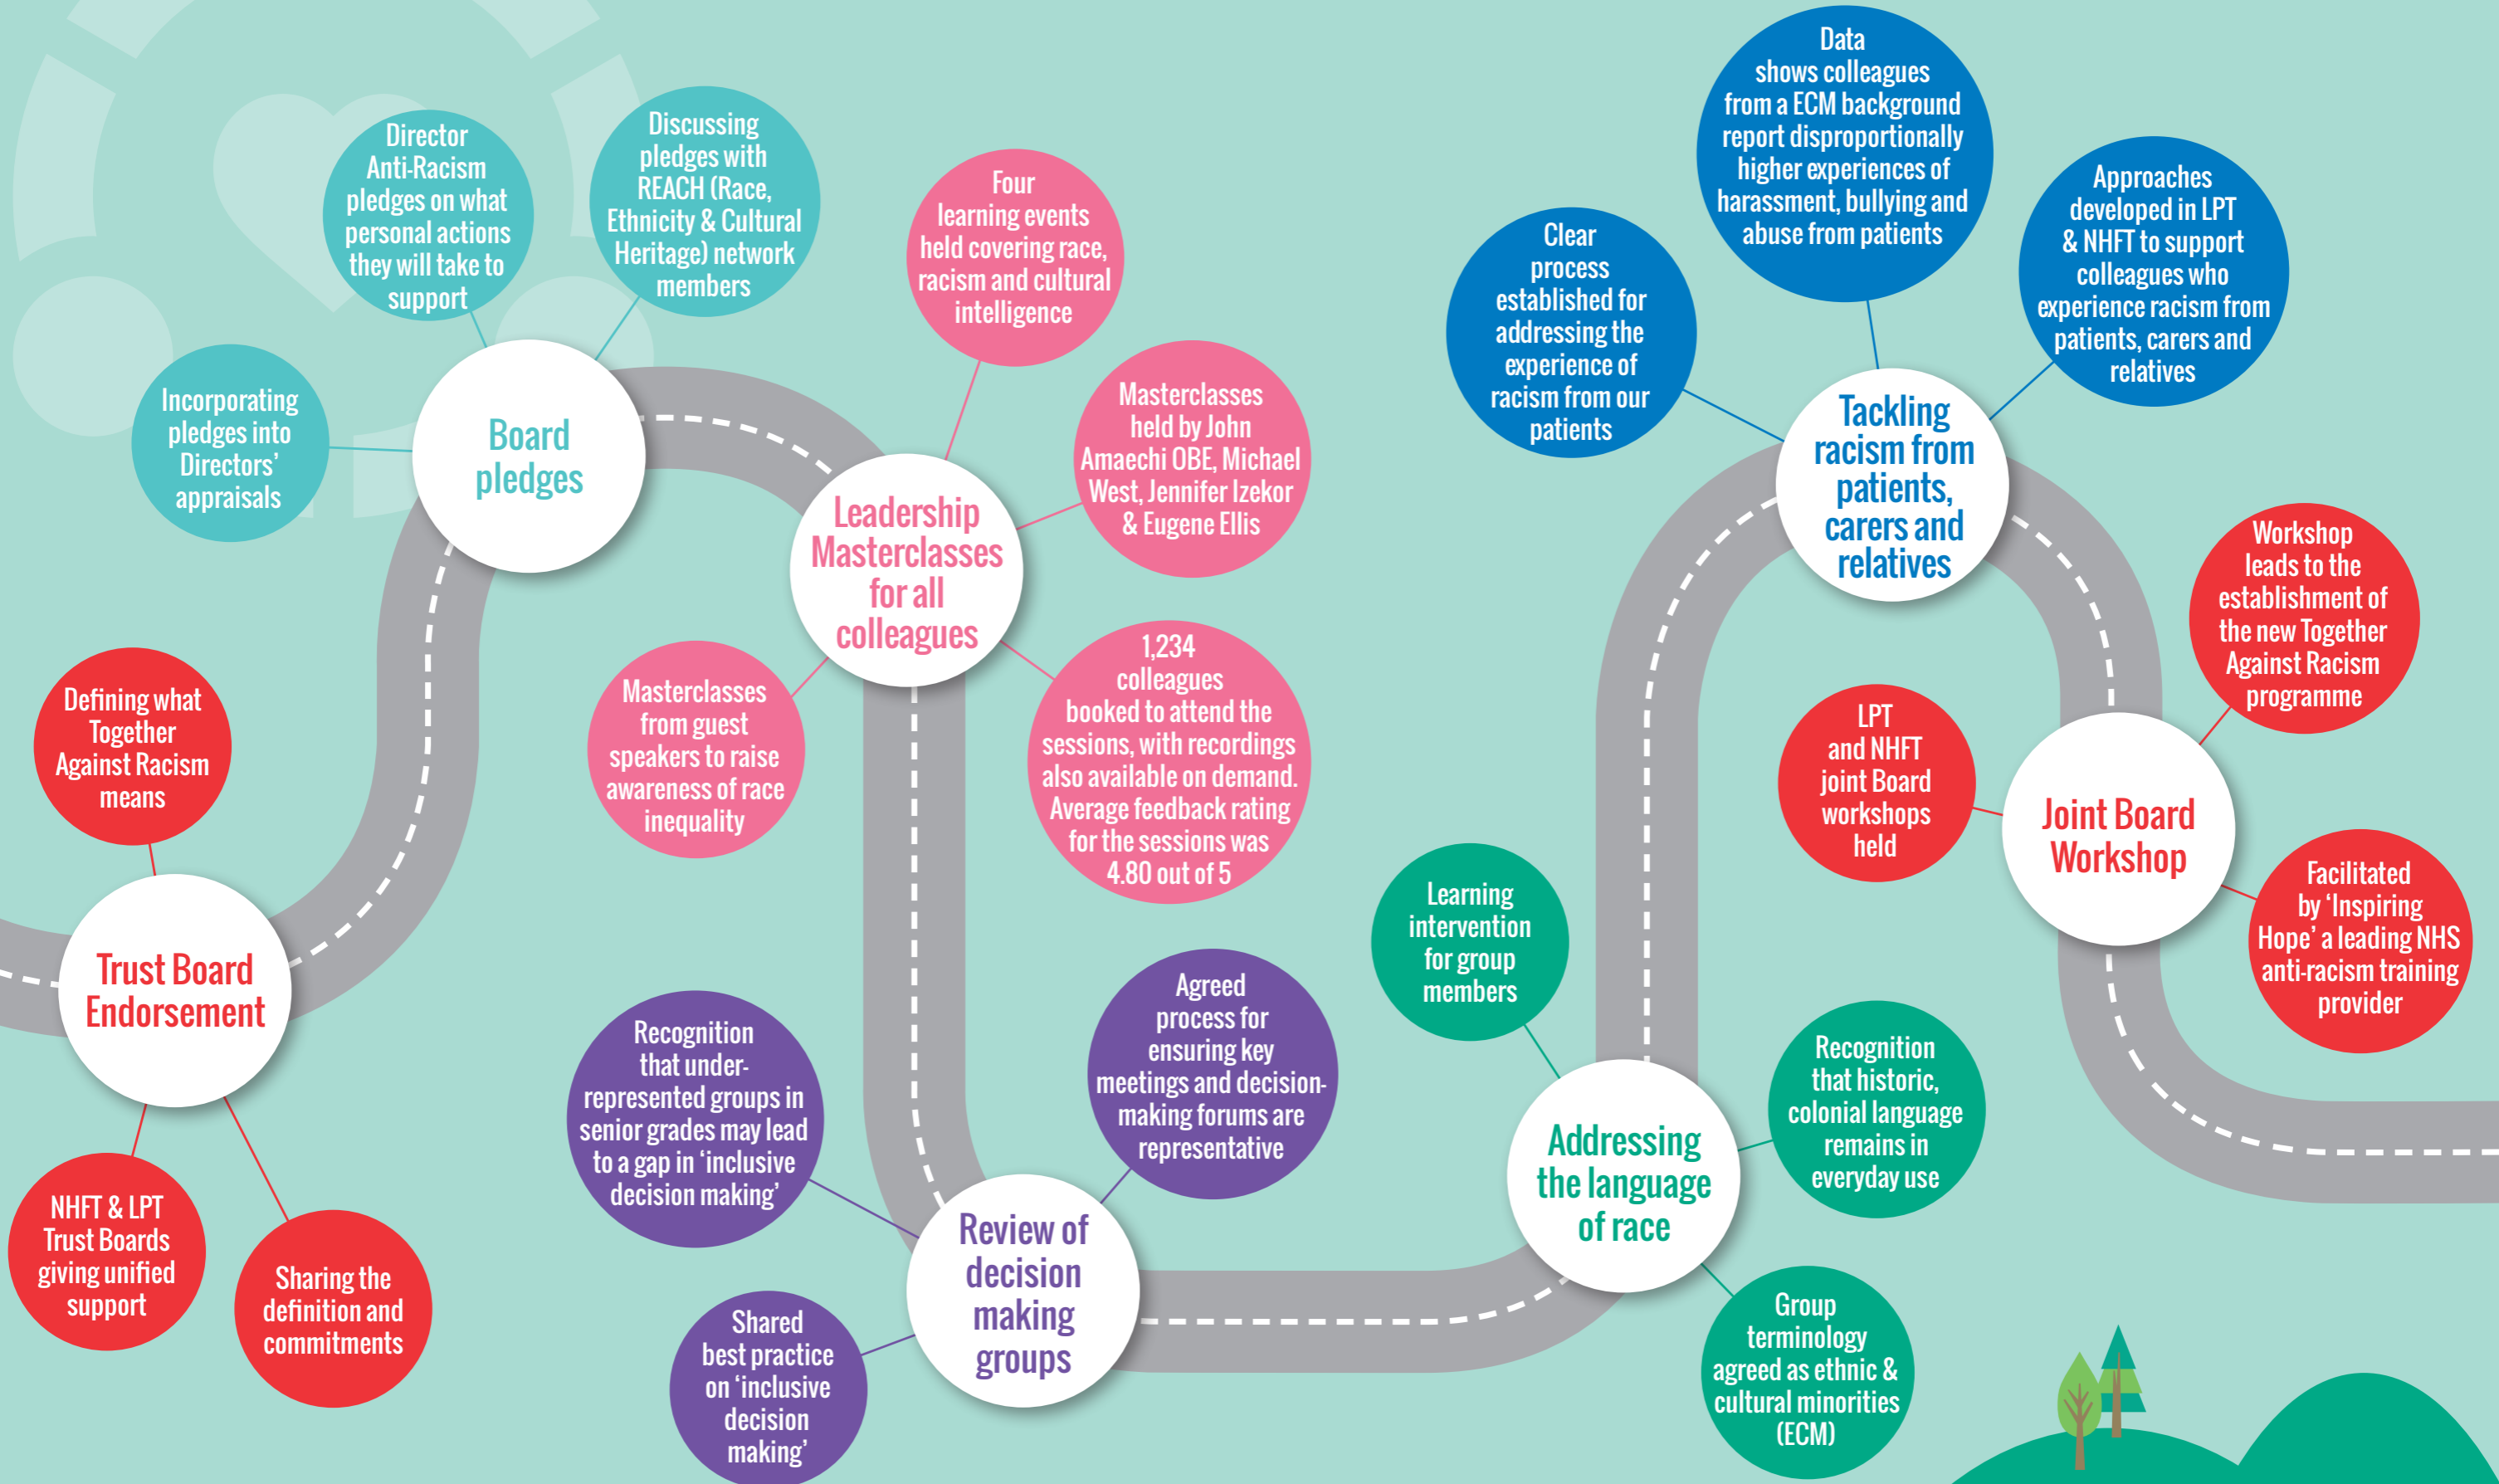 Trust Board
Endorsement
Defining what
Together
Against Racism
means
NHFT & LPT
Trust Boards
giving unified
support
Sharing the
definition and
commitments
Board
pledges
Incorporating
pledges into
Directors’
appraisals
Director
Anti-Racism
pledges on what
personal actions
they will take to
support
Discussing
pledges with
REACH (Race,
Ethnicity & Cultural
Heritage) network
members
Leadership
Masterclasses
for all
colleagues
Four
learning events
held covering race,
racism and cultural
intelligence
Masterclasses
held by John
Amaechi OBE, Michael
West, Jennifer Izekor
& Eugene Ellis
1,234
colleagues
booked to attend the
sessions, with recordings
also available on demand.
Average feedback rating
for the sessions was
4.80 out of 5
Masterclasses
from guest
speakers to raise
awareness of race
inequality
Review of
decision
making
groups
Recognition
that under-
represented groups in
senior grades may lead
to a gap in ‘inclusive
decision making’
Agreed
process for
ensuring key
meetings and decision-
making forums are
representative
Shared
best practice
on ‘inclusive
decision
making’
Addressing
the language
of race
Learning
intervention
for group
members
Recognition
that historic,
colonial language
remains in
everyday use
Group
terminology
agreed as ethnic &
cultural minorities
(ECM)
Tackling
racism from
patients,
carers and
relatives
Clear
process
established for
addressing the
experience of
racism from our
patients
Data
shows colleagues
from a ECM background
report disproportionally
higher experiences of
harassment, bullying and
abuse from patients
Approaches
developed in LPT
& NHFT to support
colleagues who
experience racism from
patients, carers and
relatives
Joint Board
Workshop
Workshop
leads to the
establishment of
the new Together
Against Racism
programme
LPT
and NHFT
joint Board
workshops
held
Facilitated
by ‘Inspiring
Hope’ a leading NHS
anti-racism training
provider